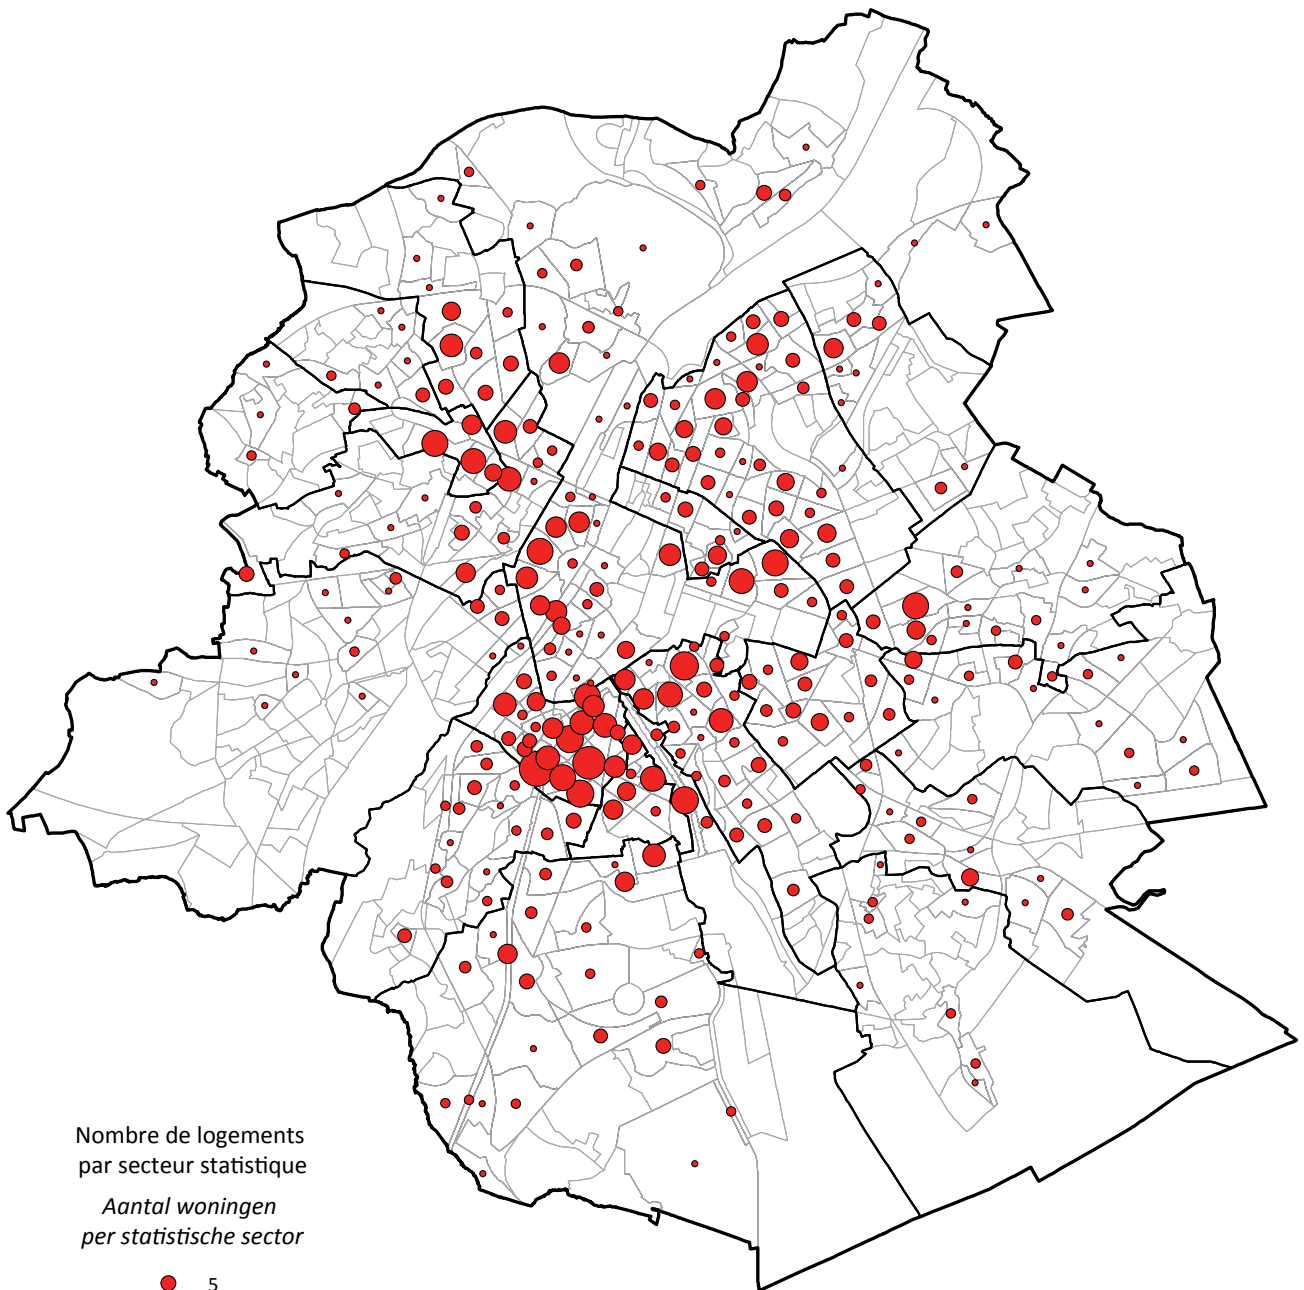 Nombre de logements
par secteur statistique
Aantal woningen
per statistische sector
5